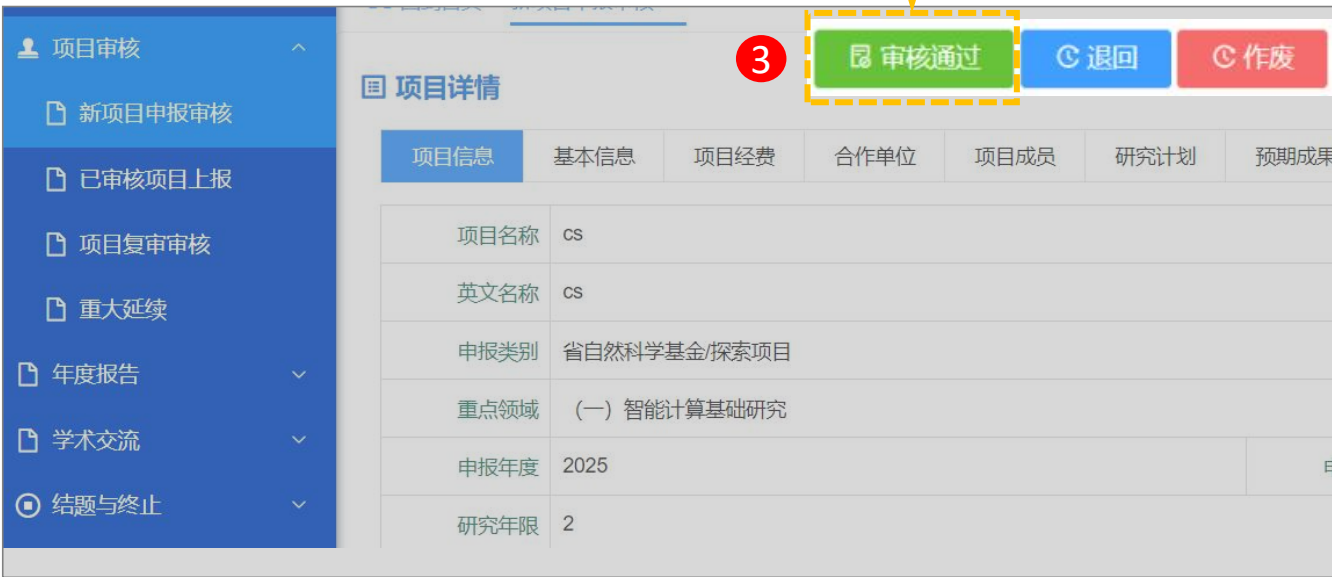 项目审核
新项目申报审核
已审核项目上报
项目复审审核
重大延续
年度报告
学术交流
结题与终止
3
审核通过 退回 作废
项目详情
项目信息 基本信息 项目经费 合作单位 项目成员 研究计划 预期成果
项目名称 cs
英文名称 cs
申报类别 省自然科学基金/探索项目
重点领域 （一）智能计算基础研究
申报年度 2025
研究年限 2